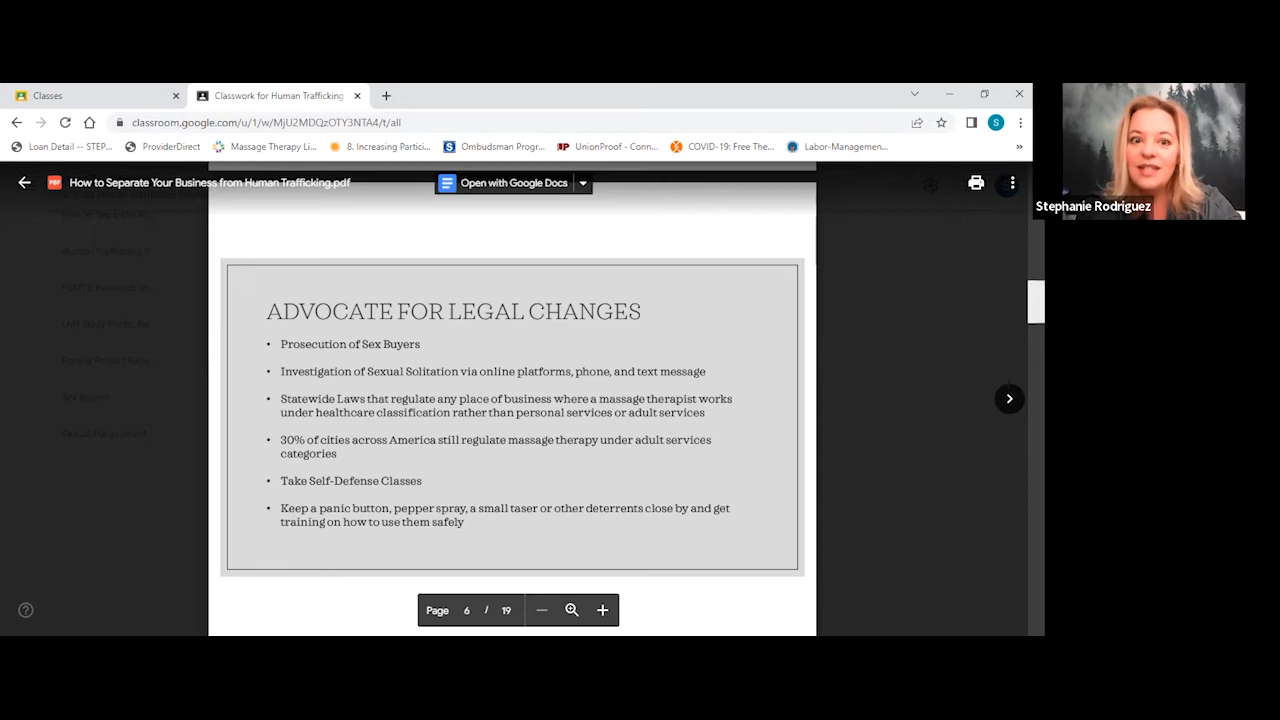 Classes
Classwork for Human Trafficking
classroom.google.com/u/1/w/MjU2MDQzOTY3NTA4/t/all
S
Loan Detail -- STEP...
ProviderDirect
Massage Therapy Li...
8. Increasing Partici...
Ombudsman Progr...
UnionProof - Conn...
COVID-19: Free The...
Labor-Managemen...
»
PDF
How to Separate Your Business from Human Trafficking.pdf
Open with Google Docs
Stephanie Rodriguez
Sex Buyers
Sexual Harassment
ADVOCATE FOR LEGAL CHANGES
• Prosecution of Sex Buyers
• Investigation of Sexual Solitation via online platforms, phone, and text message
• Statewide Laws that regulate any place of business where a massage therapist works
under healthcare classification rather than personal services or adult services
• 30% of cities across America still regulate massage therapy under adult services
categories
• Take Self-Defense Classes
• Keep a panic button, pepper spray, a small taser or other deterrents close by and get
training on how to use them safely
Page 6 / 19